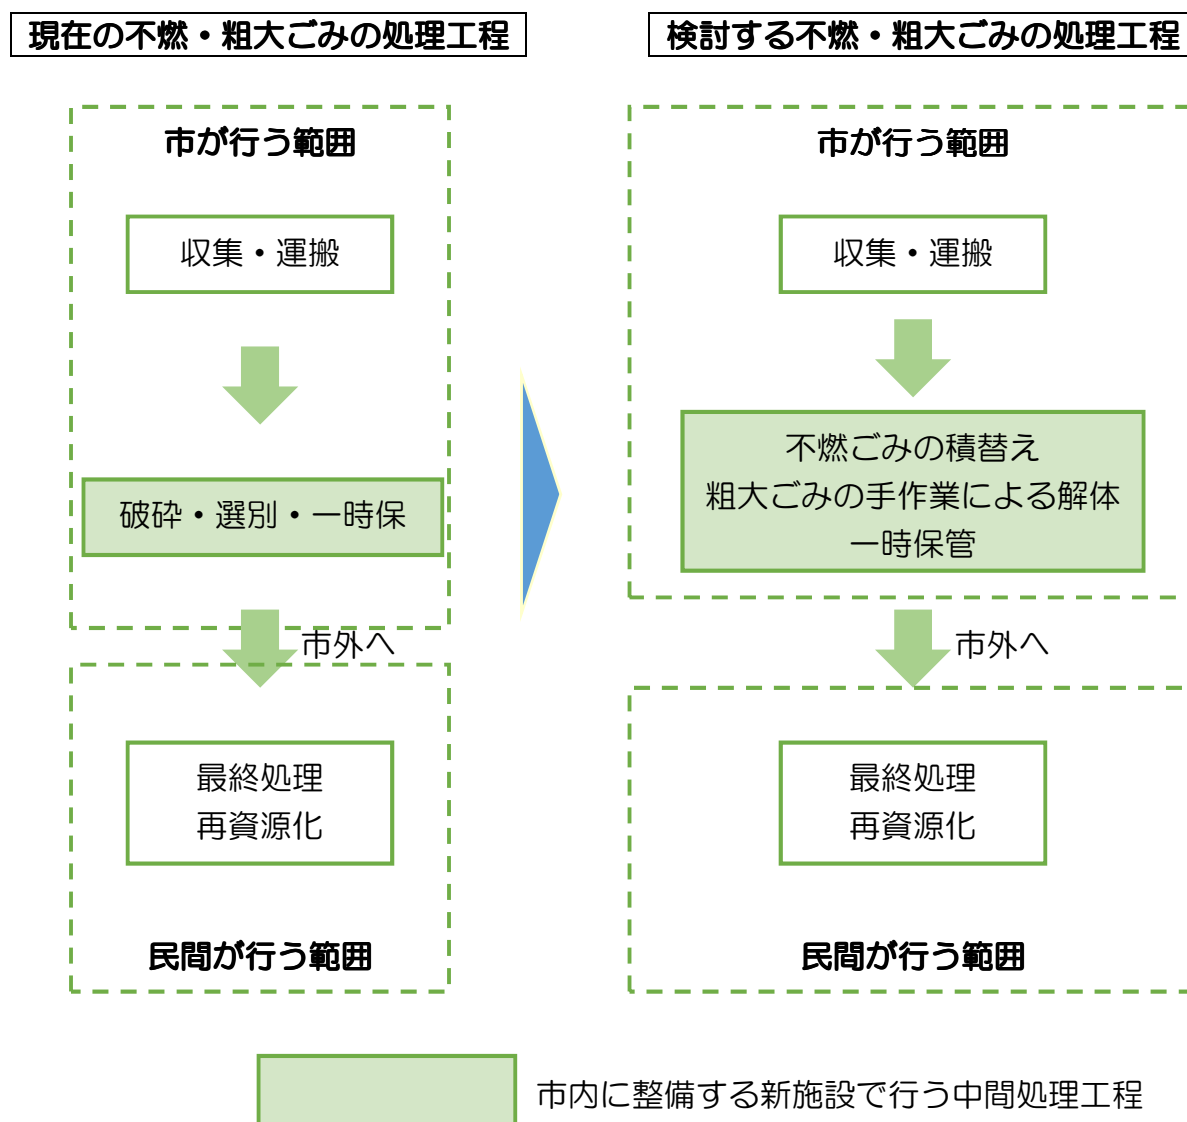 現在の不燃・粗大ごみの処理工程
市が行う範囲
収集・運搬
破砕・選別・一時保
市外へ
最終処理
再資源化
民間が行う範囲
検討する不燃・粗大ごみの処理工程
市が行う範囲
収集・運搬
不燃ごみの積替え
粗大ごみの手作業による解体
一時保管
市外へ
最終処理
再資源化
民間が行う範囲
市内に整備する新施設で行う中間処理工程